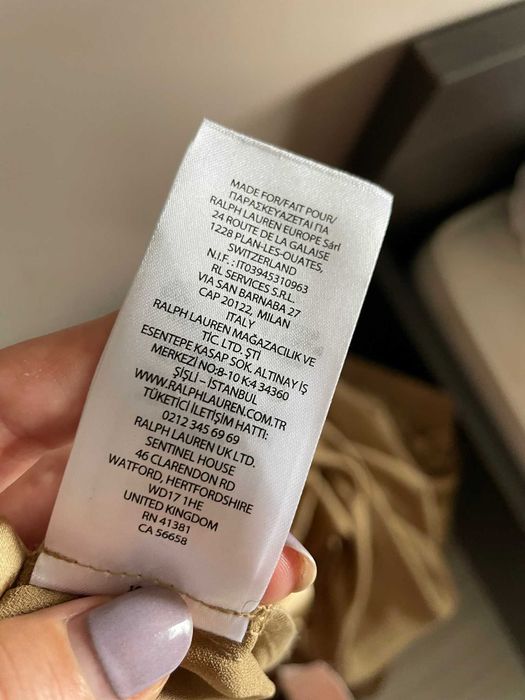 MADE FOR/FAIT POUR/
ΠΑΡΑΣΚΕΥΑΖΕΤΑΙ ΓΙΑ
RALPH LAUREN EUROPE Sárl
24 ROUTE DE LA GALAISE
1228 PLAN-LES-OUATES,
SWITZERLAND
N.I.F. : IT03945310963
RL SERVICES S.R.L.
VIA SAN BARNABA 27
CAP 20122, MILAN
ITALY
RALPH LAUREN MAĞAZACILIK VE
TİC. LTD. ŞTİ
ESENTEPE KASAP SOK. ALTINAY İŞ
MERKEZİ NO:8-10 K:4 34360
ŞİŞLİ – İSTANBUL
WWW.RALPHLAUREN.COM.TR
TÜKETİCİ İLETİŞİM HATTI:
0212 345 69 69
RALPH LAUREN UK LTD.
SENTINEL HOUSE
46 CLARENDON RD
WATFORD, HERTFORDSHIRE
WD17 1HE
UNITED KINGDOM
RN 41381
CA 56658